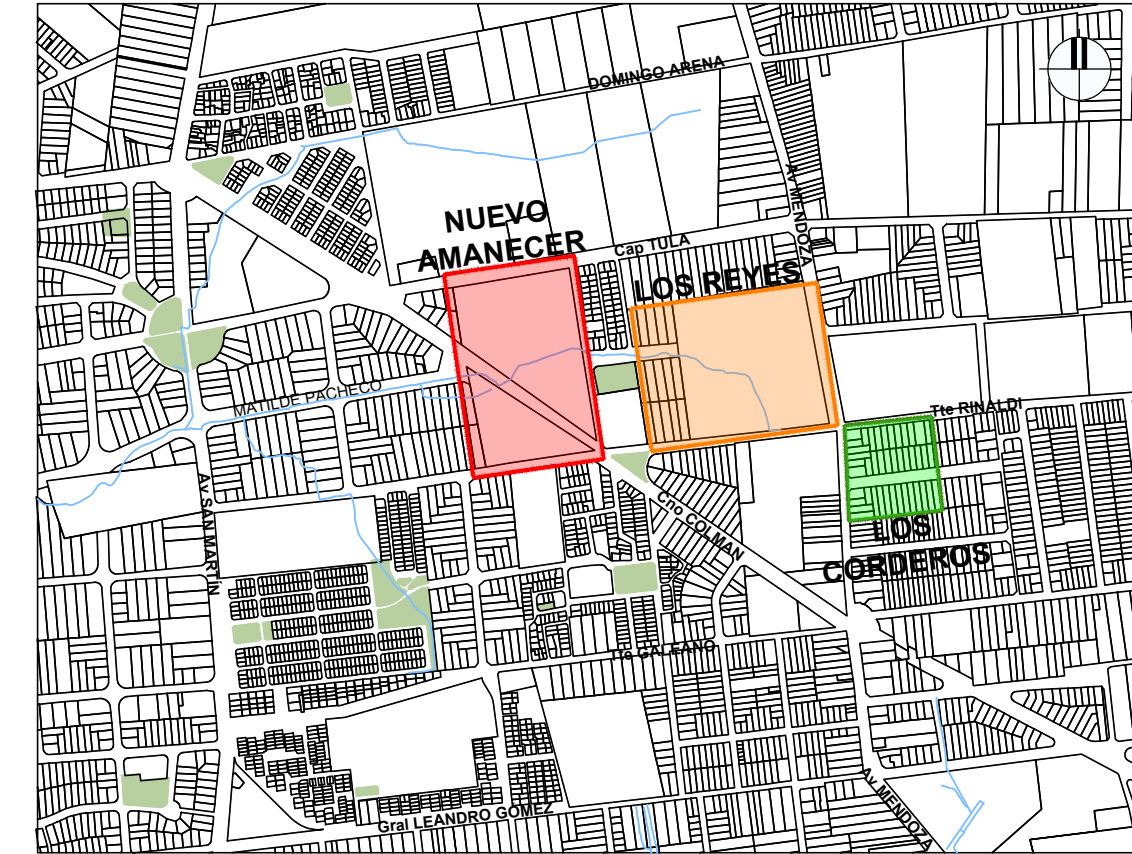 DOMINGO ARENA
Av MENDOZA
NUEVO
AMANECER
Cap TULA
LOS REYES
MATILDE PACHECO
Tte RINALDI
Av SAN MARTIN
Cno COLMAN
LOS
CORDEROS
Tte GALEANO
Av MENDOZA
Gral LEANDRO GOMEZ